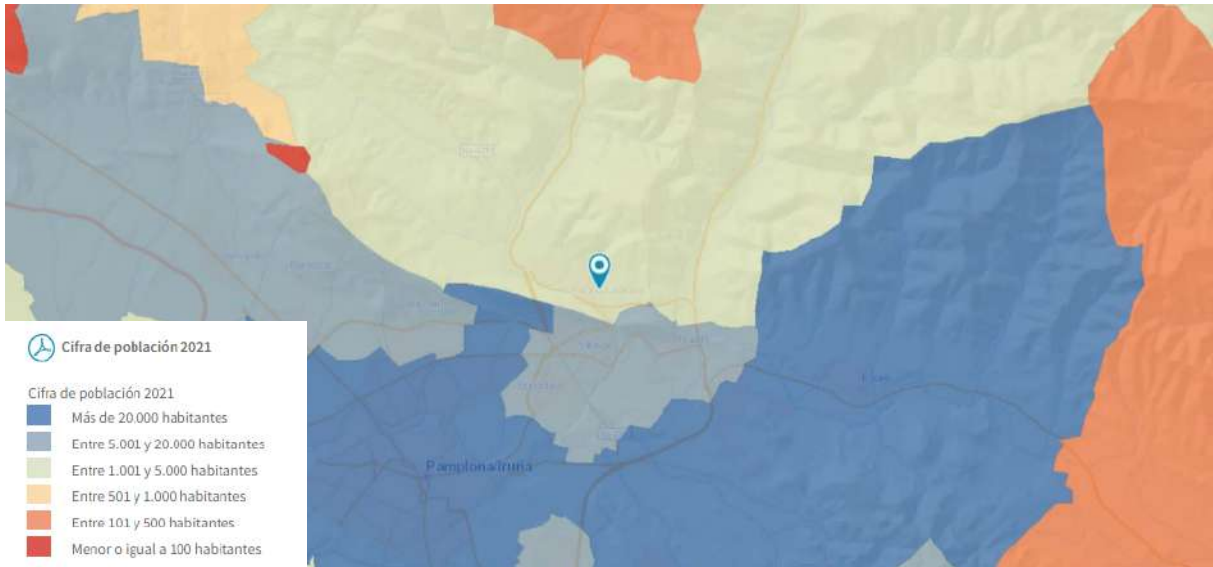 Pamplona/Iruña
Cifra de población 2021
Cifra de población 2021
Más de 20.000 habitantes
Entre 5.001 y 20.000 habitantes
Entre 1.001 y 5.000 habitantes
Entre 501 y 1.000 habitantes
Entre 101 y 500 habitantes
Menor o igual a 100 habitantes